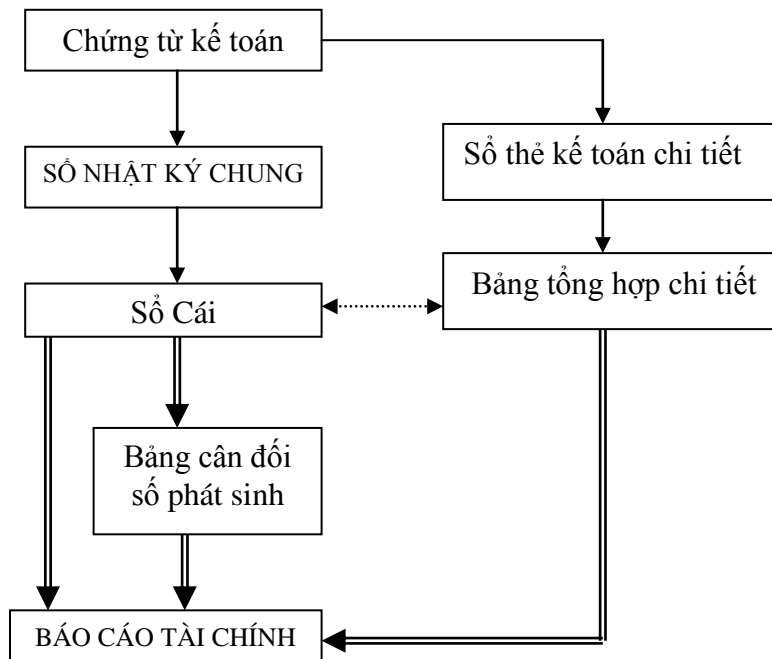 Chứng từ kế toán
SỔ NHẬT KÝ CHUNG
Sổ thẻ kế toán chi tiết
Sổ Cái
Bảng tổng hợp chi tiết
Bảng cân đối
số phát sinh
BÁO CÁO TÀI CHÍNH